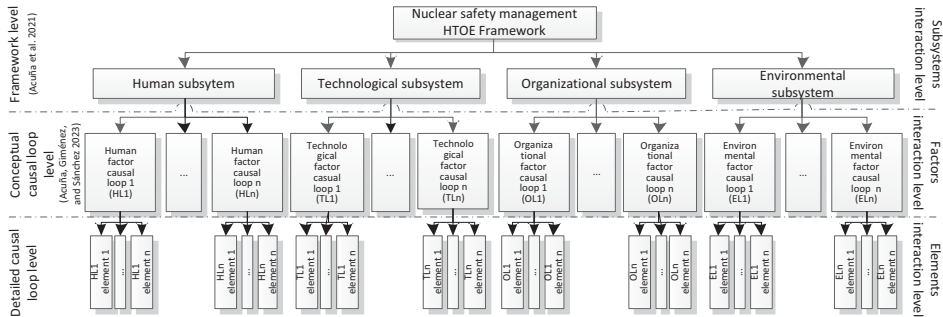 Nuclear safety management
HTOE Framework
Framework level
(Acuña et al. 2021)
Subsystems
interaction level
Human subsytem
Technological subsystem
Organizational subsystem
Environmental
subsystem
Conceptual
causal loop
level
(Acuña, Giménez,
and Sánchez 2023)
Factors
interaction level
Human
factor
causal
loop 1
(HL1)
...
Human
factor
causal
loop n
(HLn)
Technolo
gical
factor
causal
loop 1
(TL1)
...
Technolo
gical
factor
causal
loop n
(TLn)
Organiza
tional
factor
causal
loop 1
(OL1)
...
Organiza
tional
factor
causal
loop n
(OLn)
Environ
mental
factor
causal
loop 1
(EL1)
...
Environ
mental
factor
causal
loop n
(ELn)
Detailed causal
loop level
Elements
interaction level
HL1
element 1
...
HL1
element n
HLn
element 1
...
HLn
element n
TL1
element 1
...
TL1
element n
TLn
element 1
...
TLn
element n
OL1
element 1
...
OL1
element n
OLn
element 1
...
OLn
element n
EL1
element 1
...
EL1
element n
ELn
element 1
...
ELn
element n